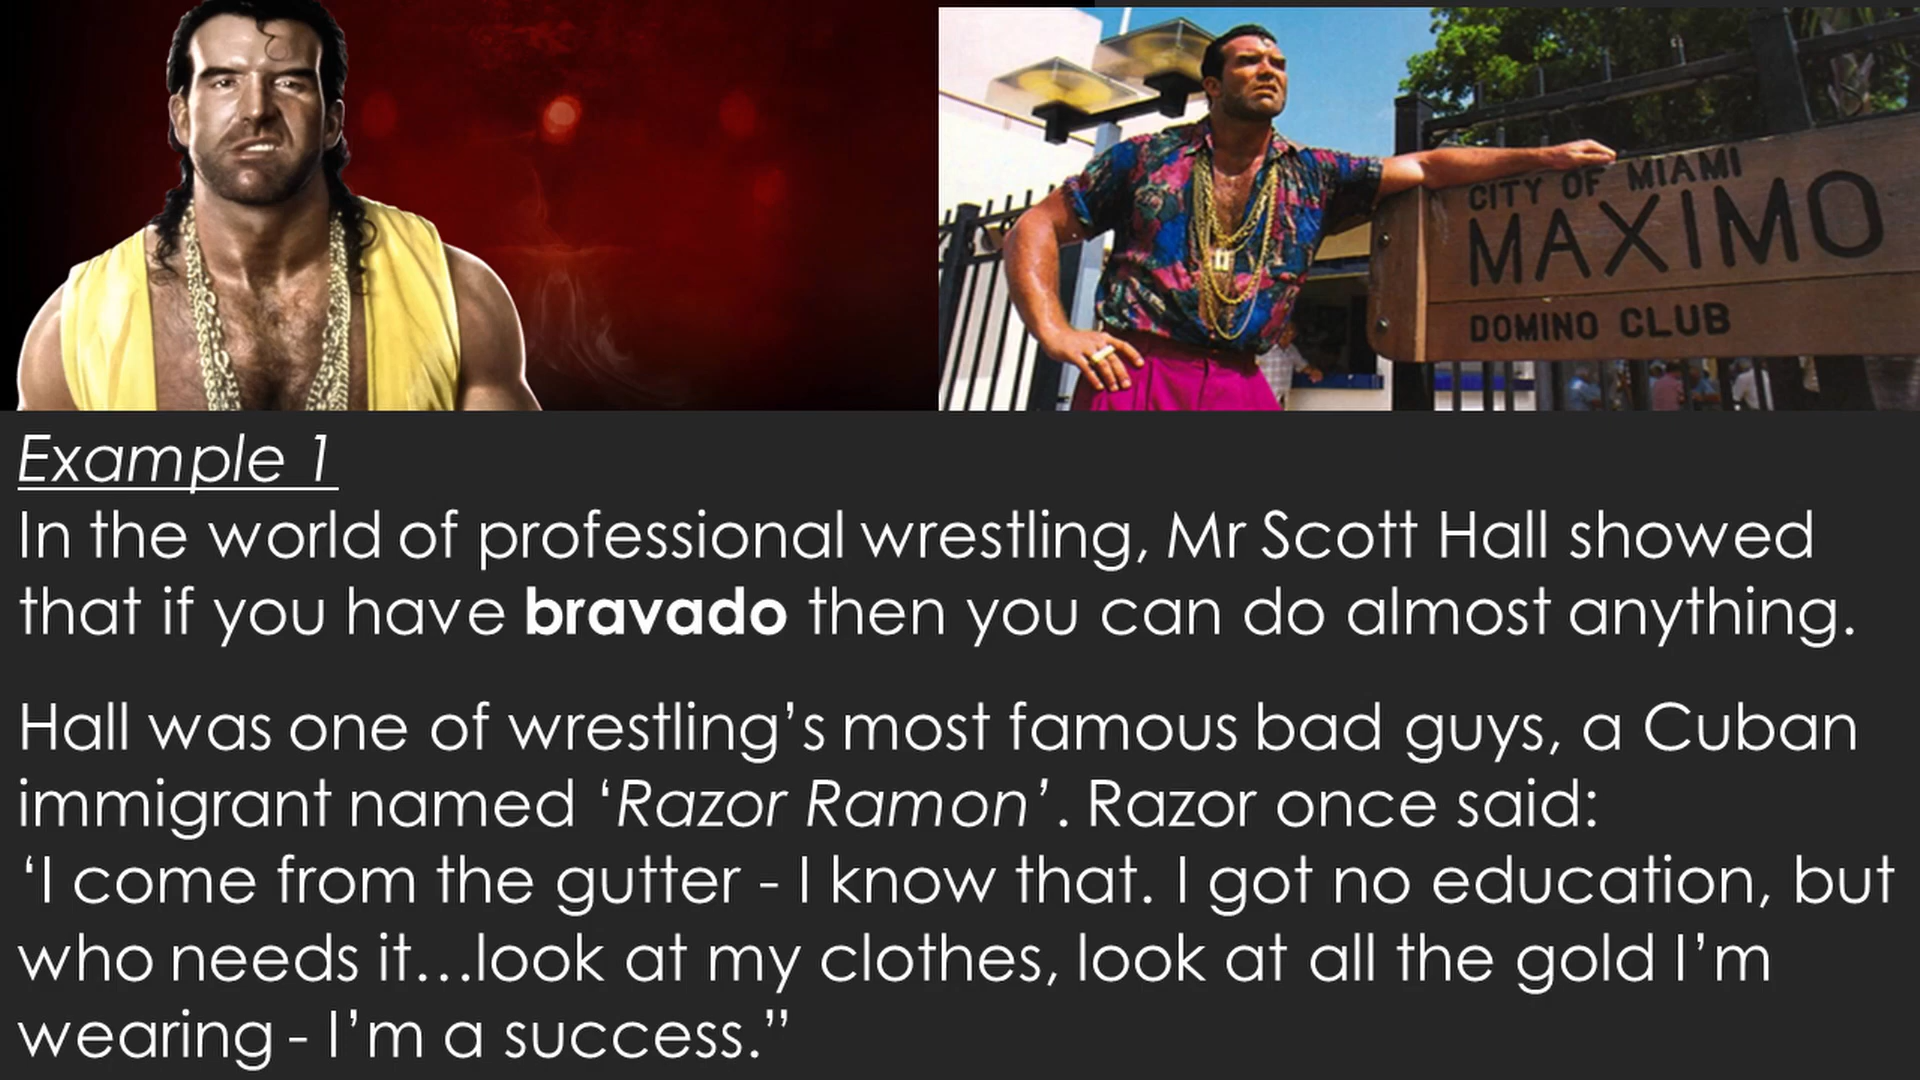 CITY OF MIAMI
MAXIMO
DOMINO CLUB
Example 1
In the world of professional wrestling, Mr Scott Hall showed
that if you have bravado then you can do almost anything.
Hall was one of wrestling’s most famous bad guys, a Cuban
immigrant named ‘Razor Ramon’. Razor once said:
‘I come from the gutter - I know that. I got no education, but
who needs it…look at my clothes, look at all the gold I’m
wearing - I’m a success.”